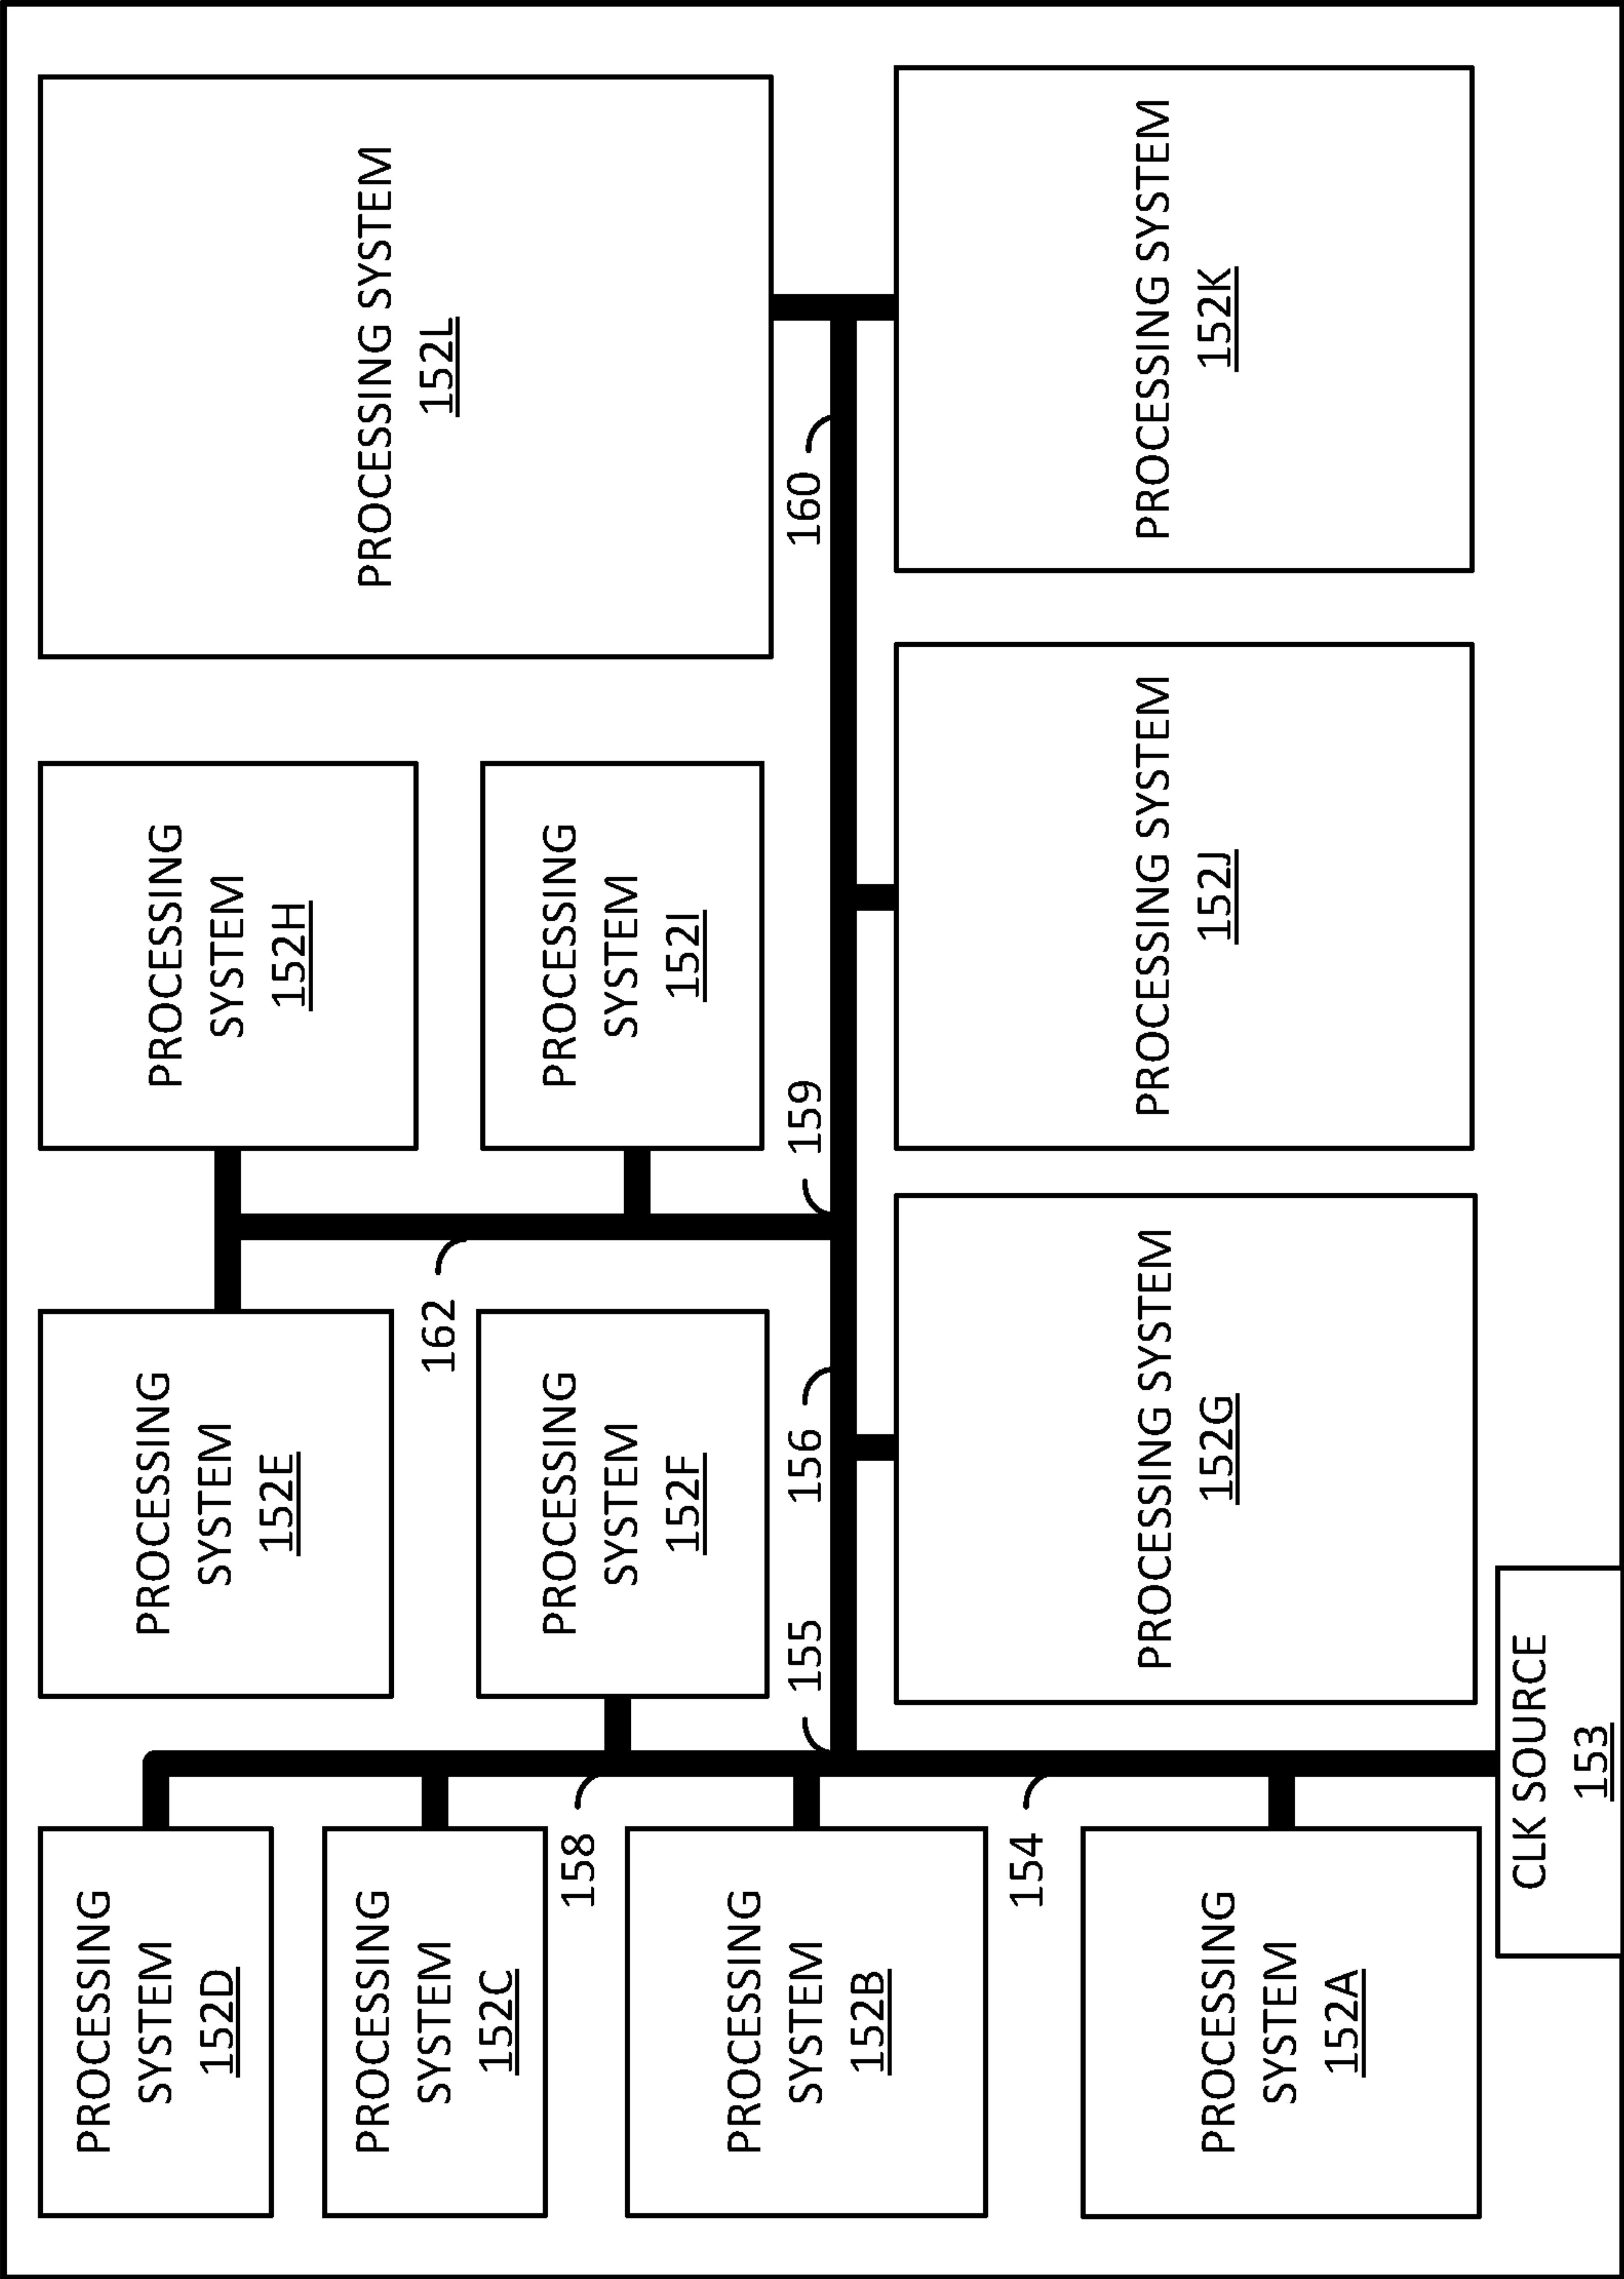 PROCESSING
SYSTEM
152D
PROCESSING
SYSTEM
152E
PROCESSING
SYSTEM
152H
PROCESSING SYSTEM
152L
PROCESSING
SYSTEM
152C
162
158
PROCESSING
SYSTEM
152F
PROCESSING
SYSTEM
152I
PROCESSING
SYSTEM
152B
155
156
159
160
154
PROCESSING
SYSTEM
152A
PROCESSING SYSTEM
152G
PROCESSING SYSTEM
152J
PROCESSING SYSTEM
152K
CLK SOURCE
153